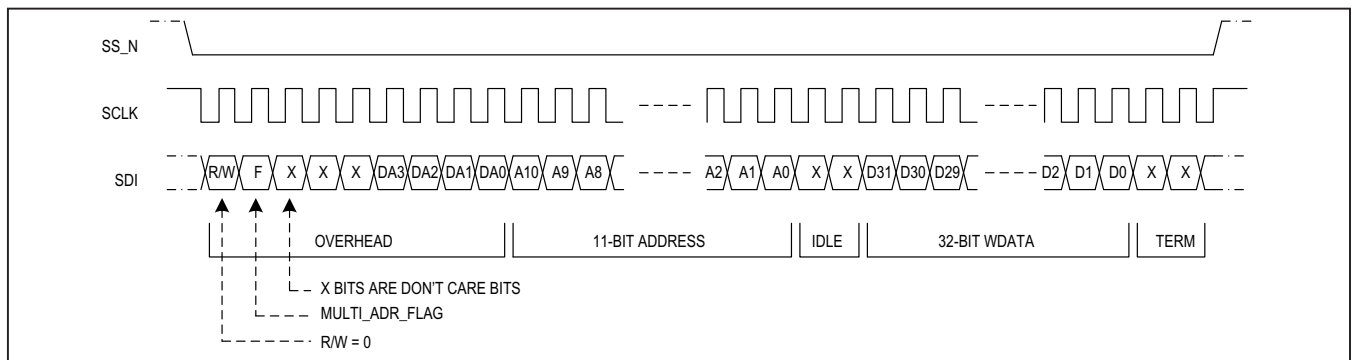 SS_N
SCLK
SDI R/W F X X X DA3 DA2 DA1 DA0 A10 A9 A8 A2 A1 A0 X X D31 D30 D29 D2 D1 D0 X X
OVERHEAD 11-BIT ADDRESS IDLE 32-BIT WDATA TERM
X BITS ARE DON'T CARE BITS
MULTI_ADR_FLAG
R/W = 0